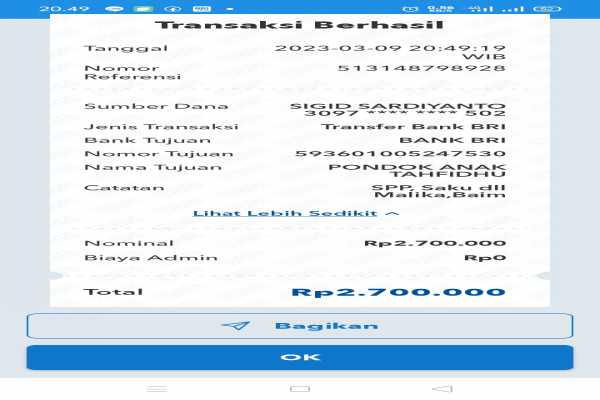 20.49
Transaksi Berhasil
Tanggal 2023-03-09 20:49:19 WIB
Nomor Referensi 513148798928
Sumber Dana SIGID SARDIYANTO
3097 **** **** 502
Jenis Transaksi Transfer Bank BRI
Bank Tujuan BANK BRI
Nomor Tujuan 593601005247530
Nama Tujuan PONDOK ANAK TAHFIDHU
Catatan SPP, Saku dll Malika,Baim
Lihat Lebih Sedikit
Nominal Rp2.700.000
Biaya Admin Rp0
Total Rp2.700.000
Bagikan
OK